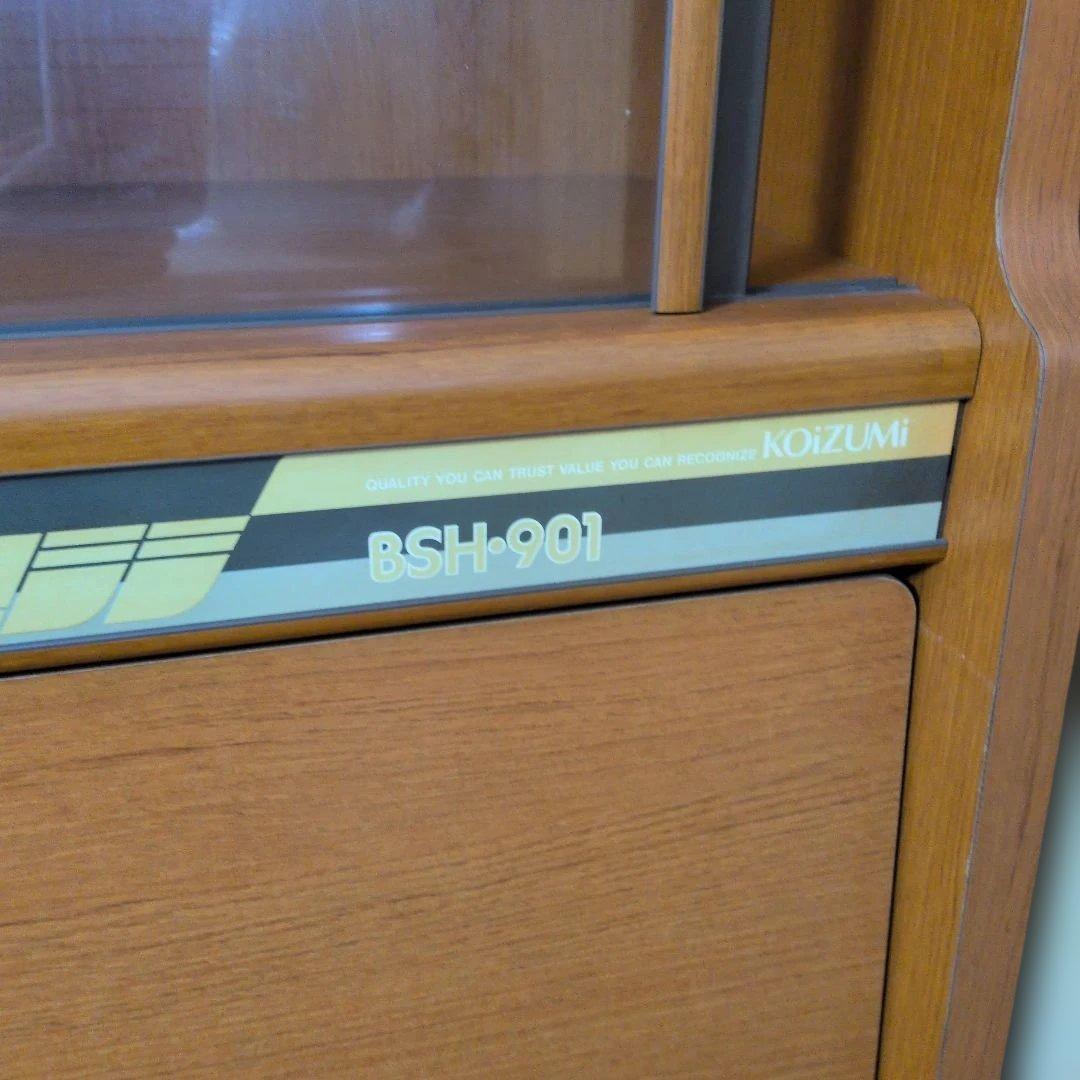 QUALITY YOU CAN TRUST VALUE YOU CAN RECOGNIZE KOiZUMi
BSH·901